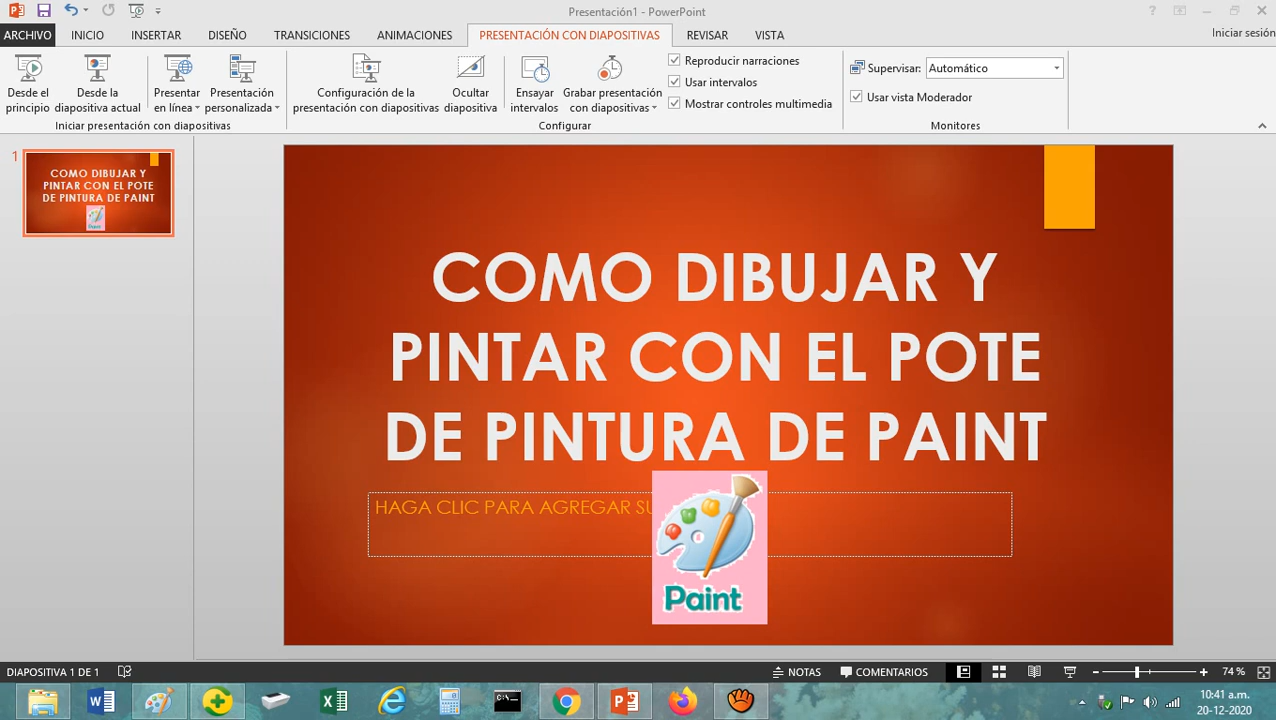 Presentación1 - PowerPoint
?
ARCHIVO INICIO INSERTAR DISEÑO TRANSICIONES ANIMACIONES PRESENTACIÓN CON DIAPOSITIVAS REVISAR VISTA Iniciar sesión
Desde el principio
Desde la diapositiva actual
Presentar en línea
Presentación personalizada
Iniciar presentación con diapositivas
Configuración de la presentación con diapositivas
Ocultar diapositiva
Ensayar intervalos
Grabar presentación con diapositivas
Reproducir narraciones
Usar intervalos
Mostrar controles multimedia
Configurar
Supervisar: Automático
Usar vista Moderador
Monitores
1
COMO DIBUJAR Y
PINTAR CON EL POTE
DE PINTURA DE PAINT
Paint
COMO DIBUJAR Y
PINTAR CON EL POTE
DE PINTURA DE PAINT
HAGA CLIC PARA AGREGAR SU
Paint
DIAPOSITIVA 1 DE 1 NOTAS COMENTARIOS 74 %
10:41 a.m.
20-12-2020